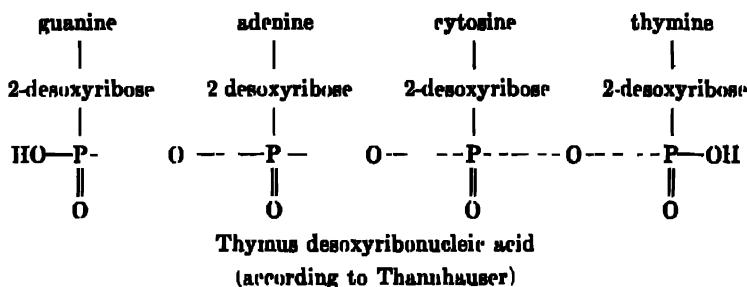 guanine adenine cytosine thymine
2-desoxyribose 2 desoxyribose 2-desoxyribose 2-desoxyribose
HO—P- O -- -- —P— O-- --P------O-- ---P—OH
O O O O
Thymus desoxyribonucleic acid
(according to Thannhauser)